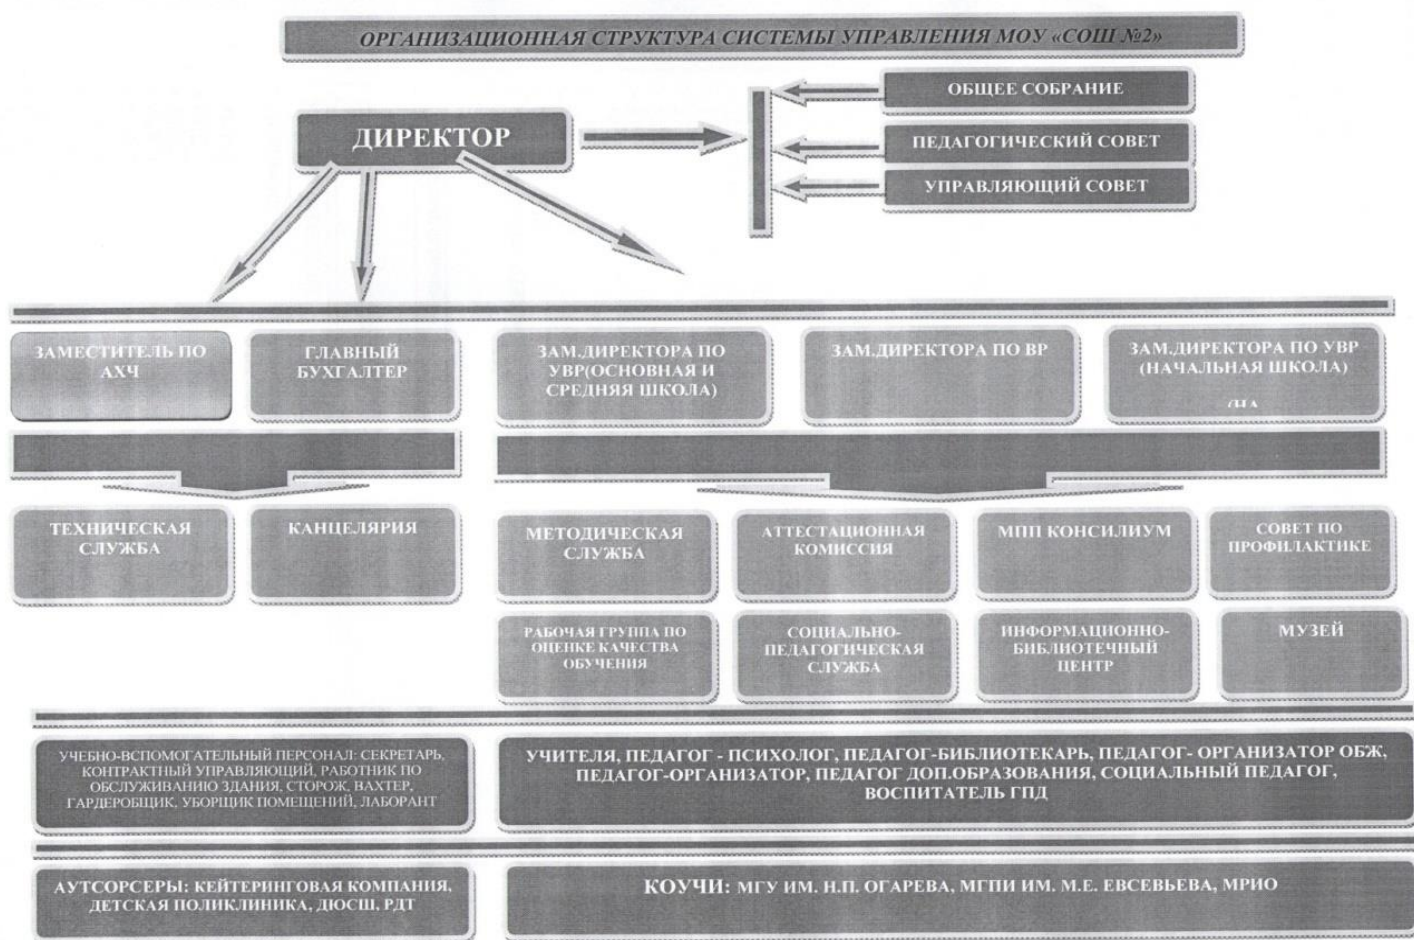 ОРГАНИЗАЦИОННАЯ СТРУКТУРА СИСТЕМЫ УПРАВЛЕНИЯ МОУ «СОШ №2»
ОБЩЕЕ СОБРАНИЕ
ДИРЕКТОР
ПЕДАГОГИЧЕСКИЙ СОВЕТ
УПРАВЛЯЮЩИЙ СОВЕТ
ЗАМЕСТИТЕЛЬ ПО
АХЧ
ГЛАВНЫЙ
БУХГАЛТЕР
ЗАМ.ДИРЕКТОРА ПО
УВР(ОСНОВНАЯ И
СРЕДНЯЯ ШКОЛА)
ЗАМ.ДИРЕКТОРА ПО ВР
ЗАМ.ДИРЕКТОРА ПО УВР
(НАЧАЛЬНАЯ ШКОЛА)
ТЕХНИЧЕСКАЯ
СЛУЖБА
КАНЦЕЛЯРИЯ
МЕТОДИЧЕСКАЯ
СЛУЖБА
АТТЕСТАЦИОННАЯ
КОМИССИЯ
МПП КОНСИЛИУМ
СОВЕТ ПО
ПРОФИЛАКТИКЕ
РАБОЧАЯ ГРУППА ПО
ОЦЕНКЕ КАЧЕСТВА
ОБУЧЕНИЯ
СОЦИАЛЬНО-
ПЕДАГОГИЧЕСКАЯ
СЛУЖБА
ИНФОРМАЦИОННО-
БИБЛИОТЕЧНЫЙ
ЦЕНТР
МУЗЕЙ
УЧЕБНО-ВСПОМОГАТЕЛЬНЫЙ ПЕРСОНАЛ: СЕКРЕТАРЬ,
КОНТРАКТНЫЙ УПРАВЛЯЮЩИЙ, РАБОТНИК ПО
ОБСЛУЖИВАНИЮ ЗДАНИЯ, СТОРОЖ, ВАХТЕР,
ГАРДЕРОБЩИК, УБОРЩИК ПОМЕЩЕНИЙ, ЛАБОРАНТ
УЧИТЕЛЯ, ПЕДАГОГ - ПСИХОЛОГ, ПЕДАГОГ-БИБЛИОТЕКАРЬ, ПЕДАГОГ- ОРГАНИЗАТОР ОБЖ,
ПЕДАГОГ-ОРГАНИЗАТОР, ПЕДАГОГ ДОП.ОБРАЗОВАНИЯ, СОЦИАЛЬНЫЙ ПЕДАГОГ,
ВОСПИТАТЕЛЬ ГПД
АУТСОРСЕРЫ: КЕЙТЕРИНГОВАЯ КОМПАНИЯ,
ДЕТСКАЯ ПОЛИКЛИНИКА, ДЮСШ, РДТ
КОУЧИ: МГУ ИМ. Н.П. ОГАРЕВА, МГПИ ИМ. М.Е. ЕВСЕВЬЕВА, МРИО